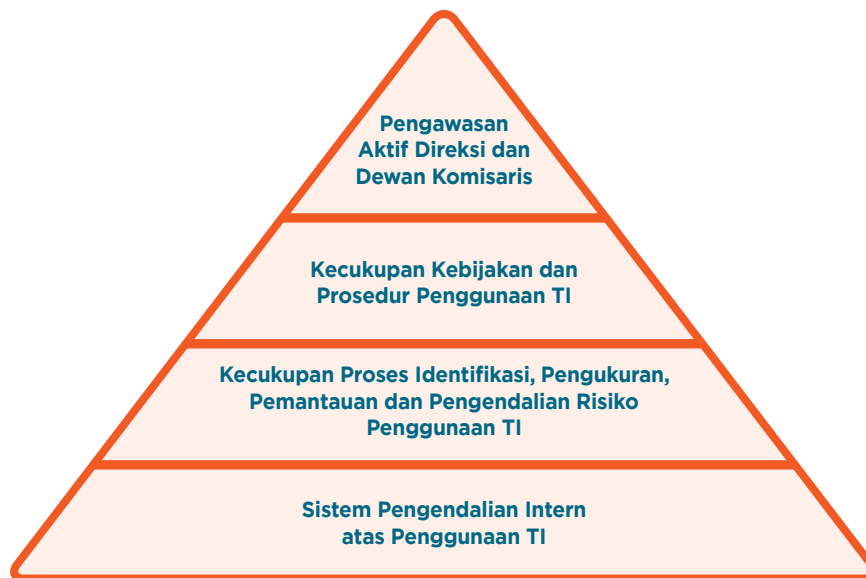 Pengawasan
Aktif Direksi dan
Dewan Komisaris
Kecukupan Kebijakan dan
Prosedur Penggunaan TI
Kecukupan Proses Identifikasi, Pengukuran,
Pemantauan dan Pengendalian Risiko
Penggunaan TI
Sistem Pengendalian Intern
atas Penggunaan TI